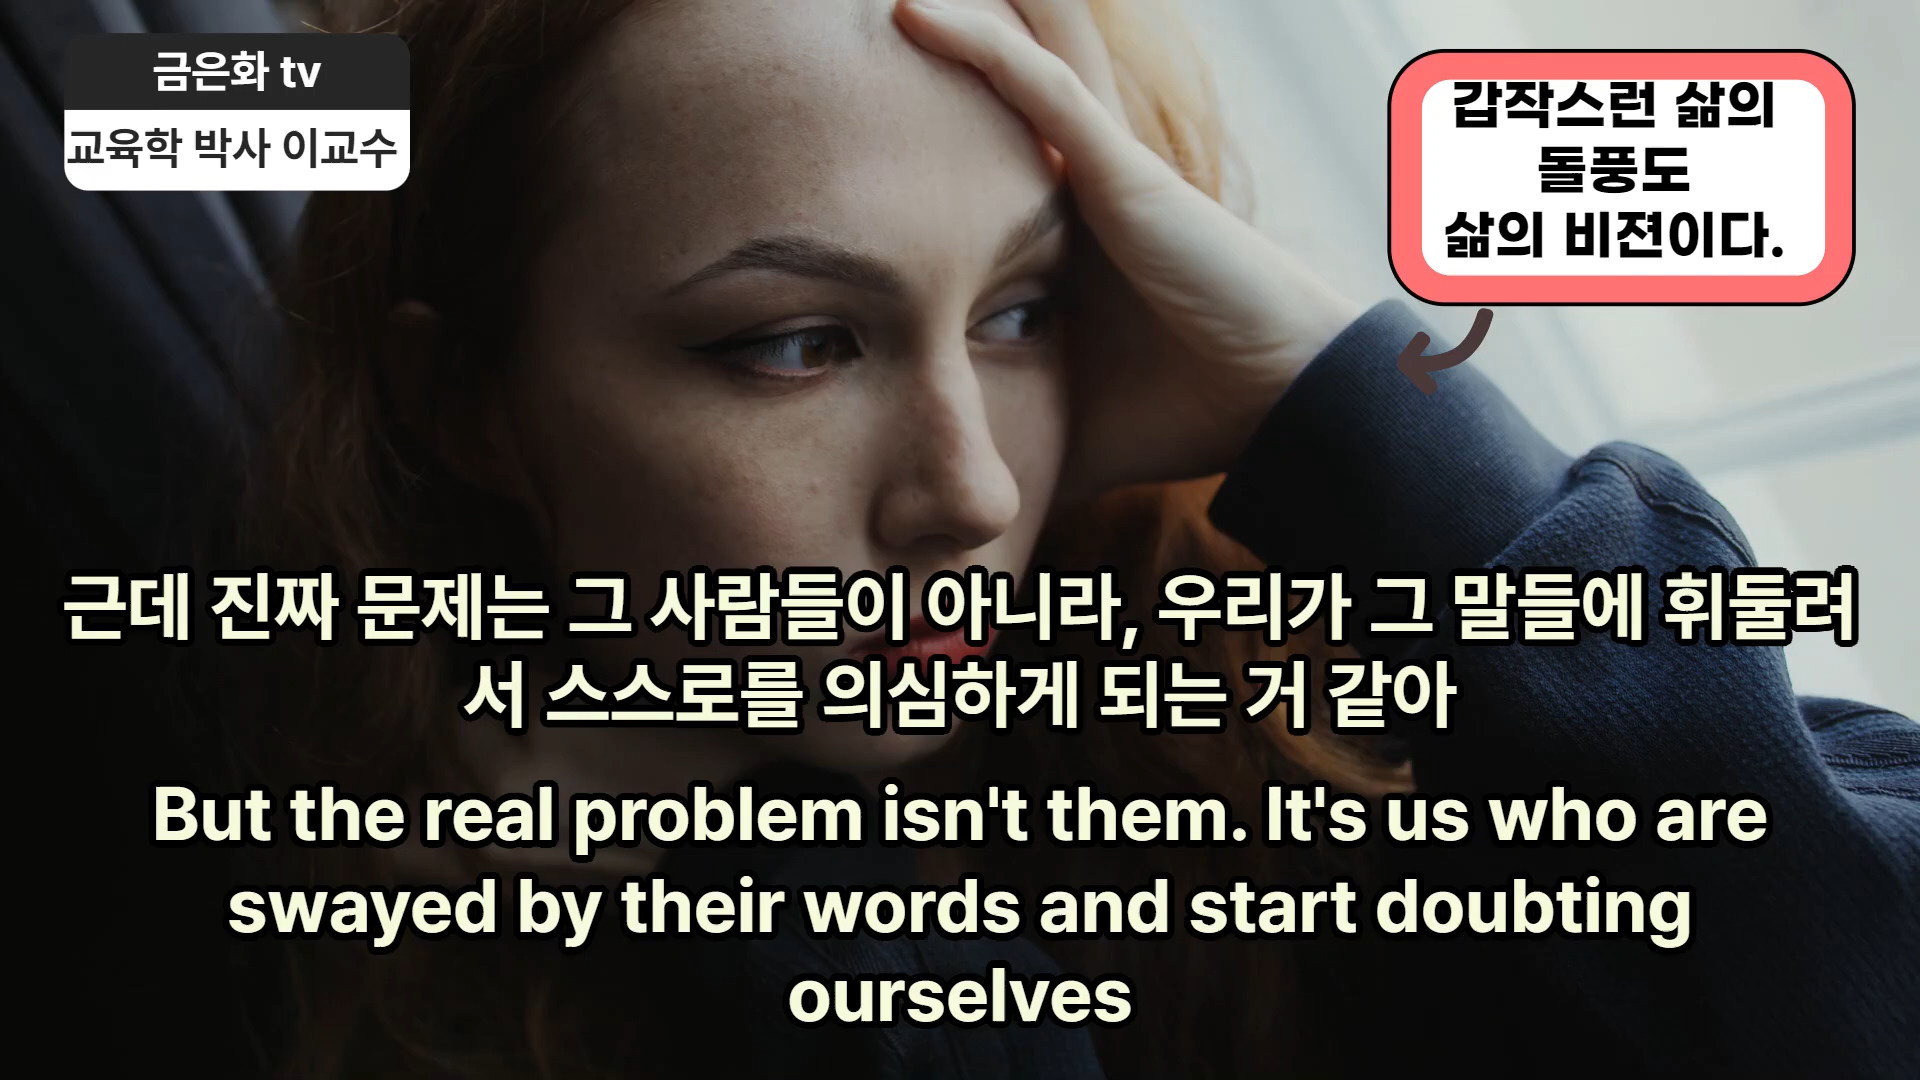 금은화 tv
교육학 박사 이교수
갑작스런 삶의
돌풍도
삶의 비젼이다.
근데 진짜 문제는 그 사람들이 아니라, 우리가 그 말들에 휘둘려
서 스스로를 의심하게 되는 거 같아
But the real problem isn't them. It's us who are
swayed by their words and start doubting
ourselves